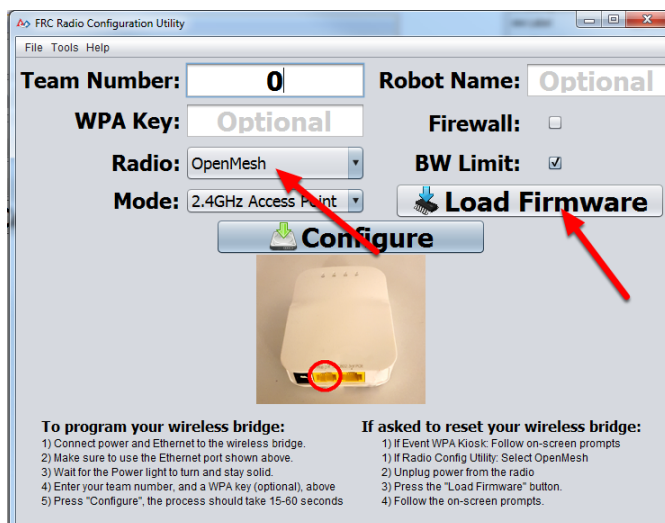 FRC Radio Configuration Utility
File Tools Help
Team Number: 0 Robot Name: Optional
WPA Key: Optional Firewall:
Radio: OpenMesh BW Limit:
Mode: 2.4GHz Access Point Load Firmware
Configure
To program your wireless bridge:
1) Connect power and Ethernet to the wireless bridge.
2) Make sure to use the Ethernet port shown above.
3) Wait for the Power light to turn and stay solid.
4) Enter your team number, and a WPA key (optional), above
5) Press "Configure", the process should take 15-60 seconds
If asked to reset your wireless bridge:
1) If Event WPA Kiosk: Follow on-screen prompts
1) If Radio Config Utility: Select OpenMesh
2) Unplug power from the radio
3) Press the "Load Firmware" button.
4) Follow the on-screen prompts.